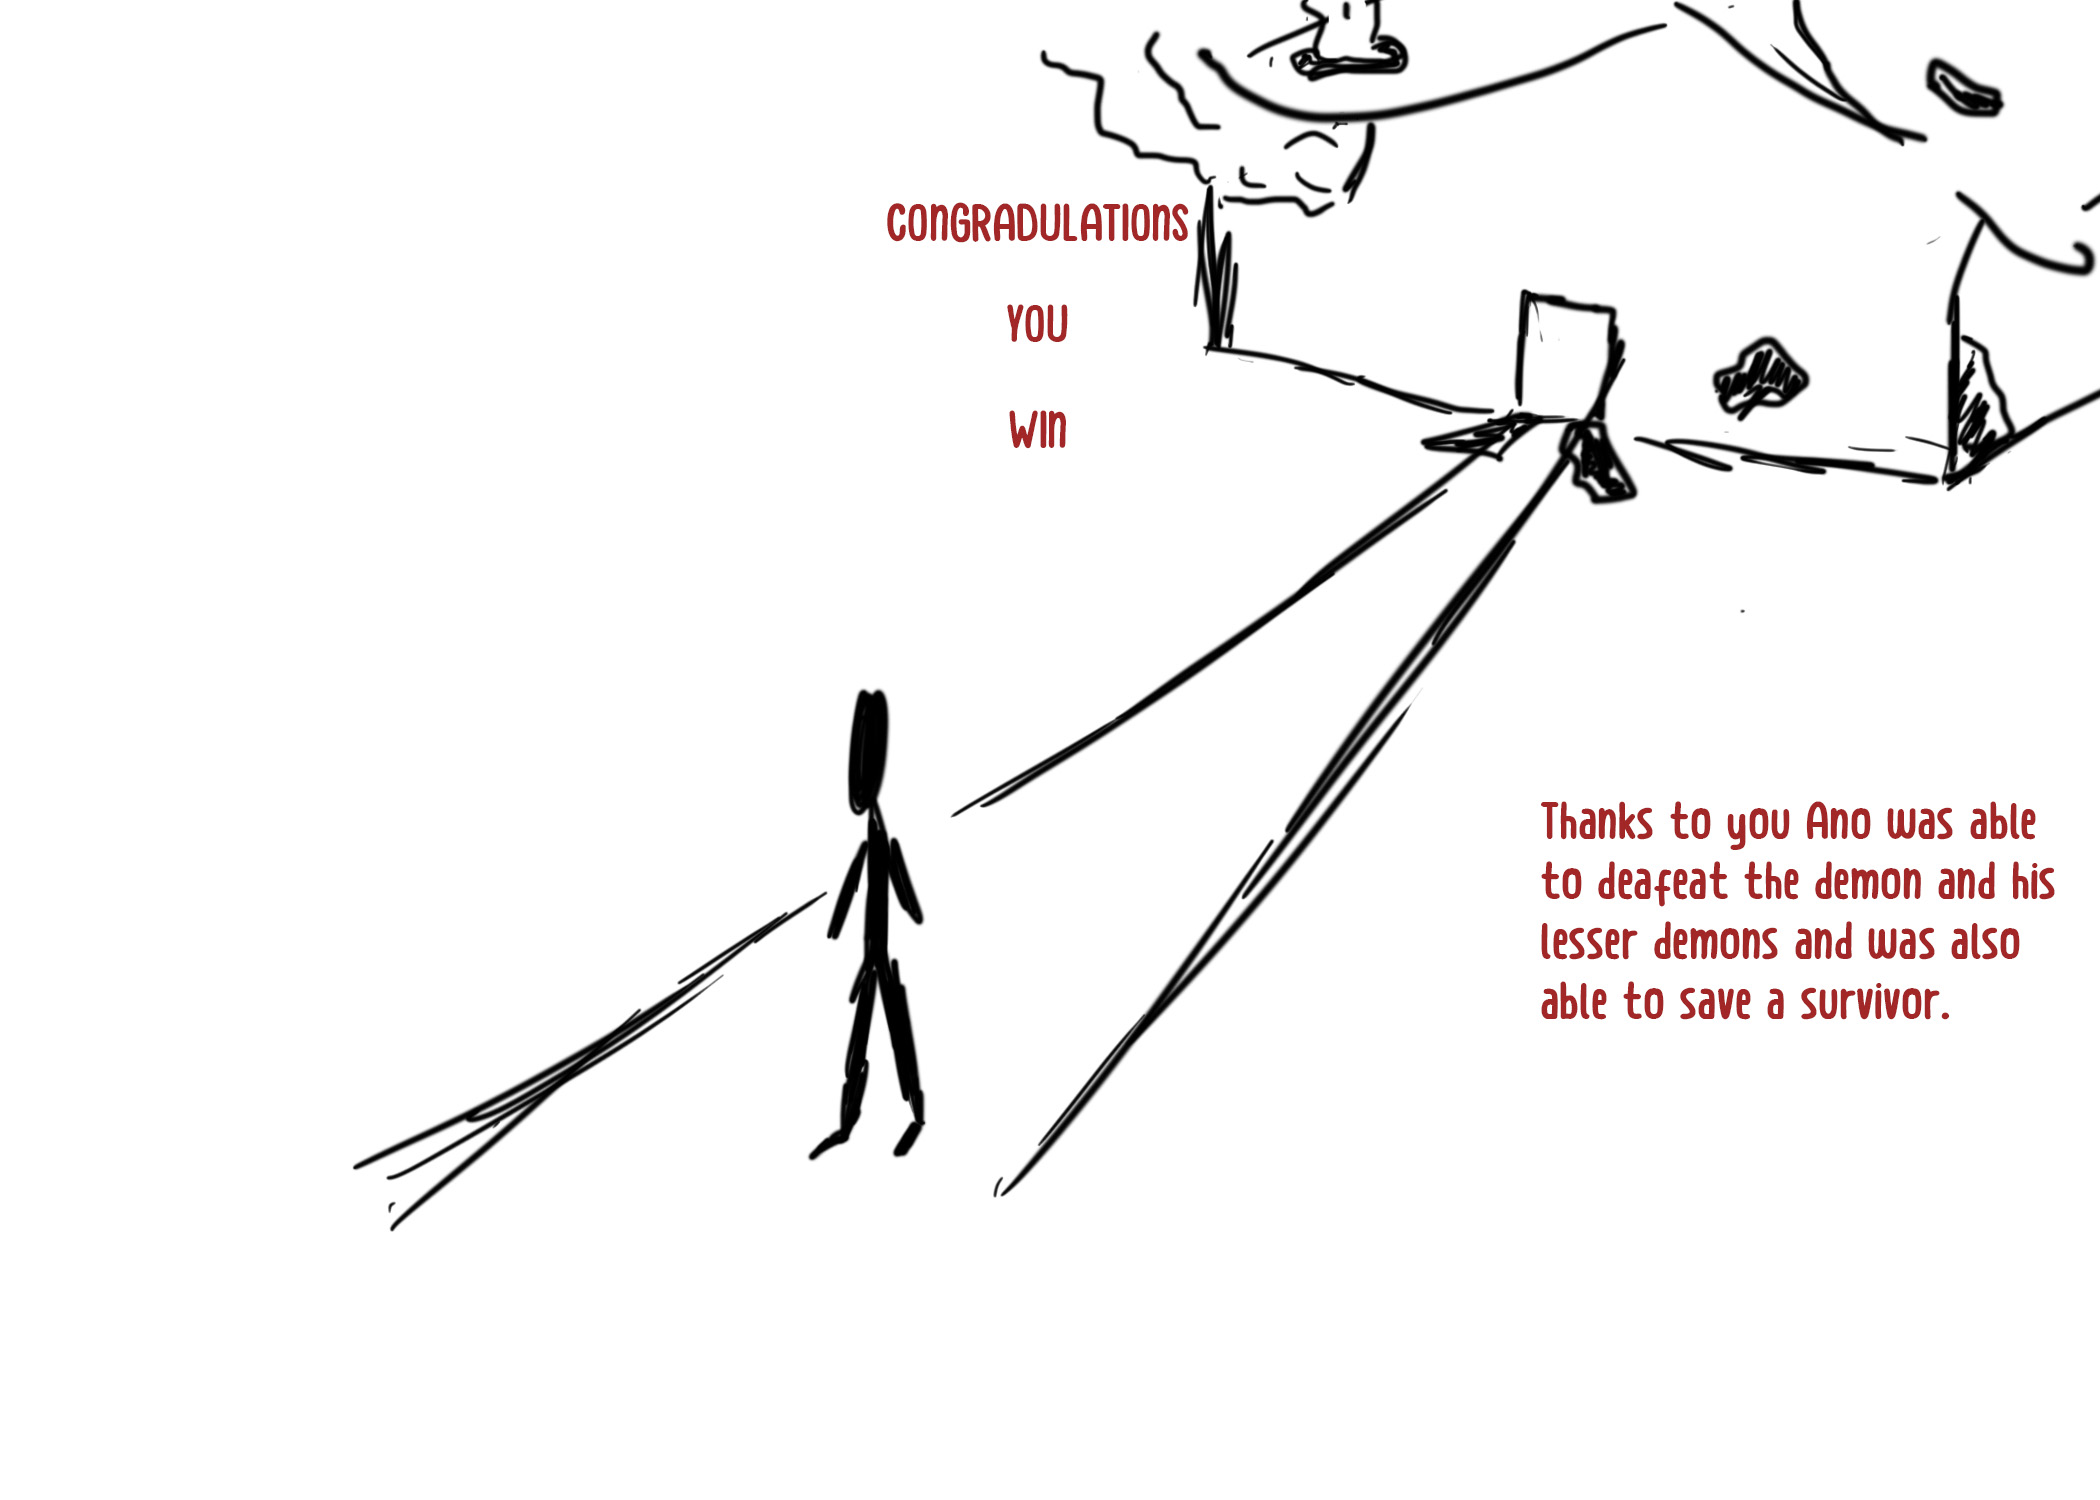 CONGRADULATIONS
YOU
WIN
Thanks to you Ano was able
to deafeat the demon and his
lesser demons and was also
able to save a survivor.